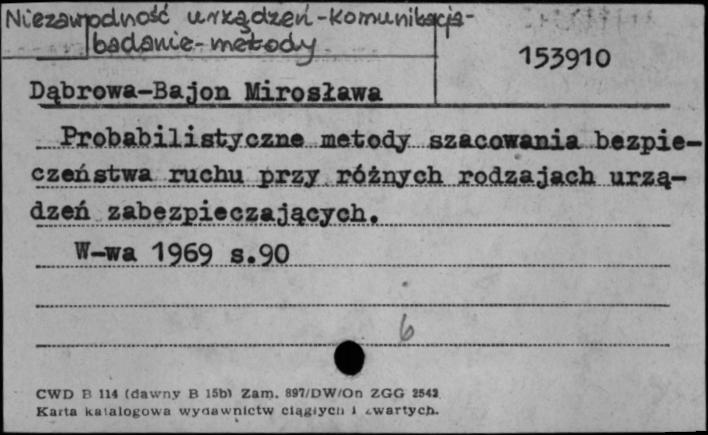 Niezawodność urządzeń-komunikacja-
badanie-metody
153910
Dąbrowa-Bajon Mirosława
Probabilistyczne metody szacowania bezpie-
czeństwa ruchu przy różnych rodzajach urzą-
dzeń zabezpieczających.
W-wa 1969 s.90
6
CWD B 114 (dawny B 15b) Zam. 897/DW/On ZGG 2542
Karta katalogowa wydawnictw ciągłych i zwartych.